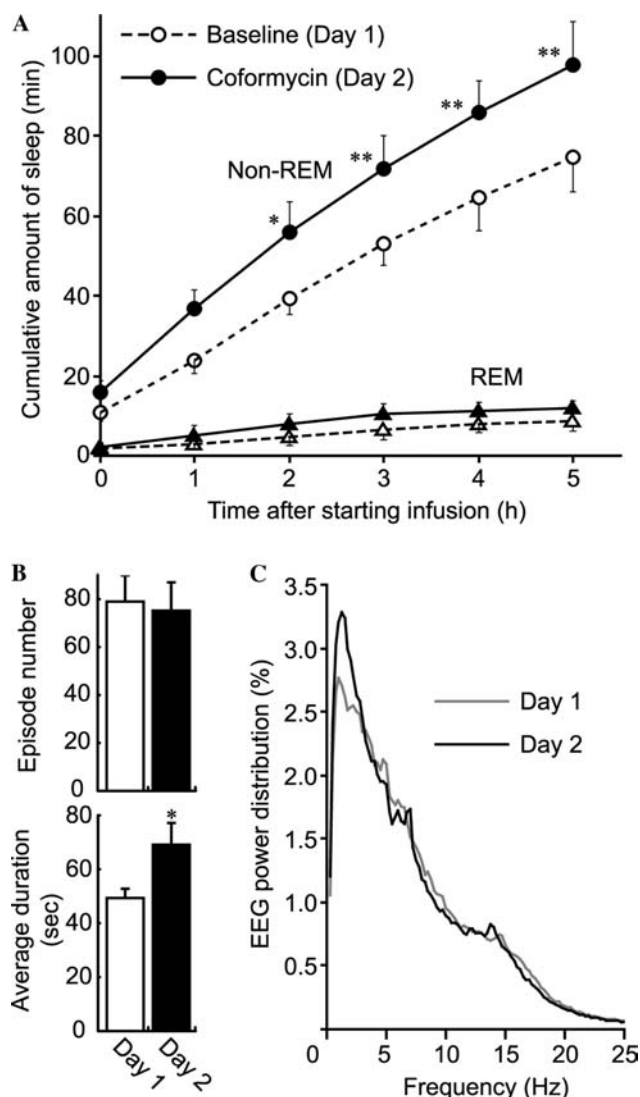 A
Baseline (Day 1)
Coformycin (Day 2)
Cumulative amount of sleep (min)
100
80
60
40
20
0
Non-REM
*
**
**
**
REM
0 1 2 3 4 5
Time after starting infusion (h)
B
Episode number
80
60
80
20
0
Average duration
(sec)
80
60
40
20
0
*
Day 1
Day 2
C
EEG power distribution (%)
3.5
3.0
2.5
2.0
1.5
1.0
0.5
Day 1
Day 2
0 5 10 15 20 25
Frequency (Hz)